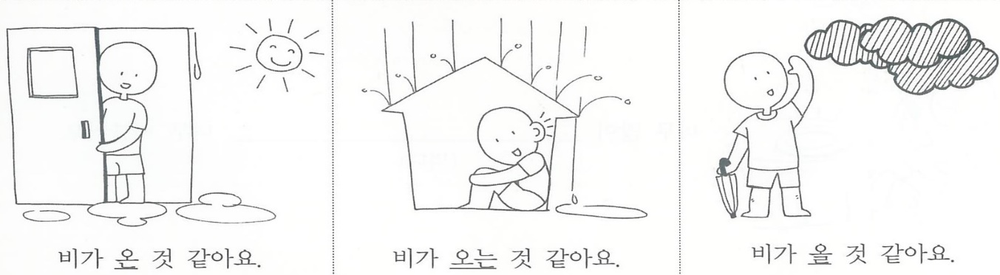 비가 온 것 같아요.
비가 오는 것 같아요.
비가 올 것 같아요.